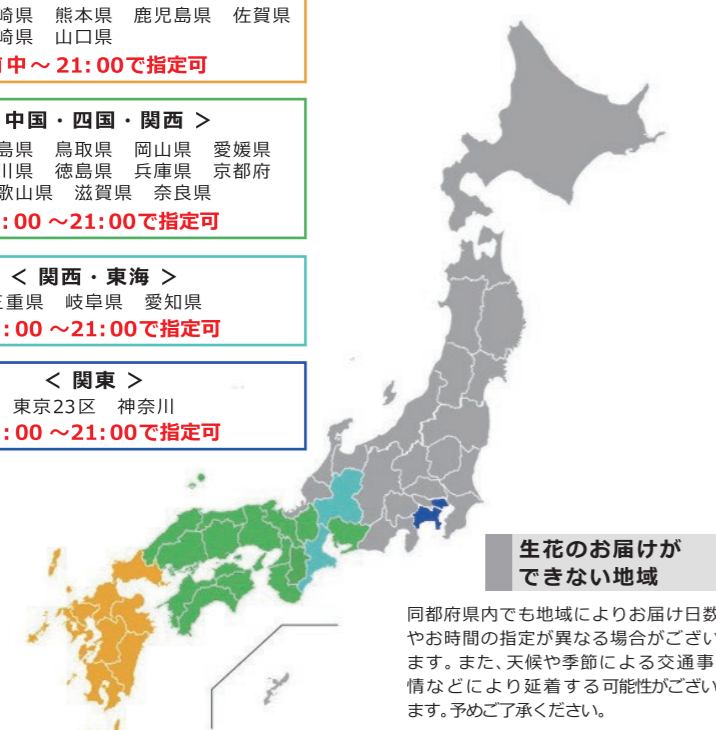 崎県 熊本県 鹿児島県 佐賀県
崎県 山口県
前中～21:00で指定可
中国・四国・関西 ＞
島県 鳥取県 岡山県 愛媛県
川県 徳島県 兵庫県 京都府
歌山県 滋賀県 奈良県
:00 ～21:00で指定可
＜ 関西・東海 ＞
三重県 岐阜県 愛知県
:00 ～21:00で指定可
＜ 関東 ＞
東京23区 神奈川
:00 ～21:00で指定可
生花のお届けが
できない地域
同都府県内でも地域によりお届け日数
やお時間の指定が異なる場合がござい
ます。また、天候や季節による交通事
情などにより延着する可能性がござい
ます。予めご了承ください。